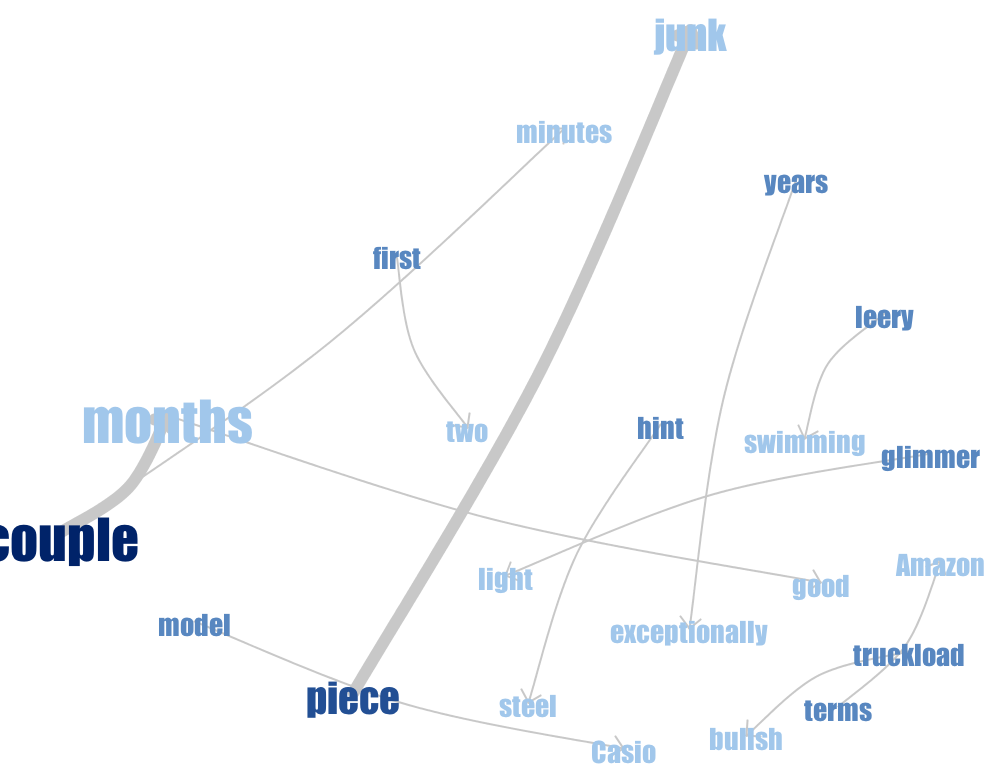 junk
minutes
years
first
leery
months
two
hint
swimming
glimmer
couple
Amazon
light
good
model
exceptionally
truckload
piece
steel
terms
bullsh
Casio